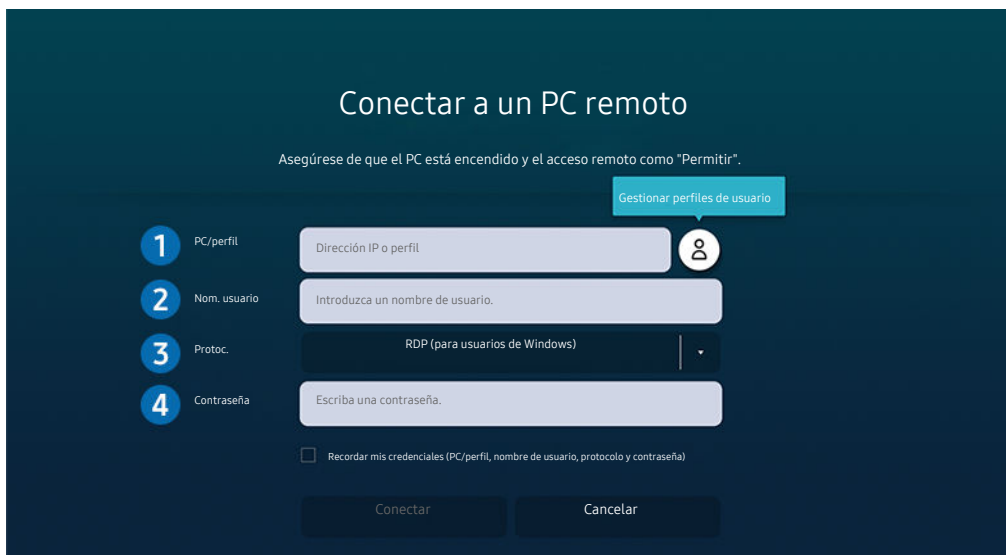 Conectar a un PC remoto
Asegúrese de que el PC está encendido y el acceso remoto como "Permitir".
Gestionar perfiles de usuario
1 PC/perfil Dirección IP o perfil
2 Nom. usuario Introduzca un nombre de usuario.
3 Protoc. RDP (para usuarios de Windows)
4 Contraseña Escriba una contraseña.
Recordar mis credenciales (PC/perfil, nombre de usuario, protocolo y contraseña)
Conectar Cancelar